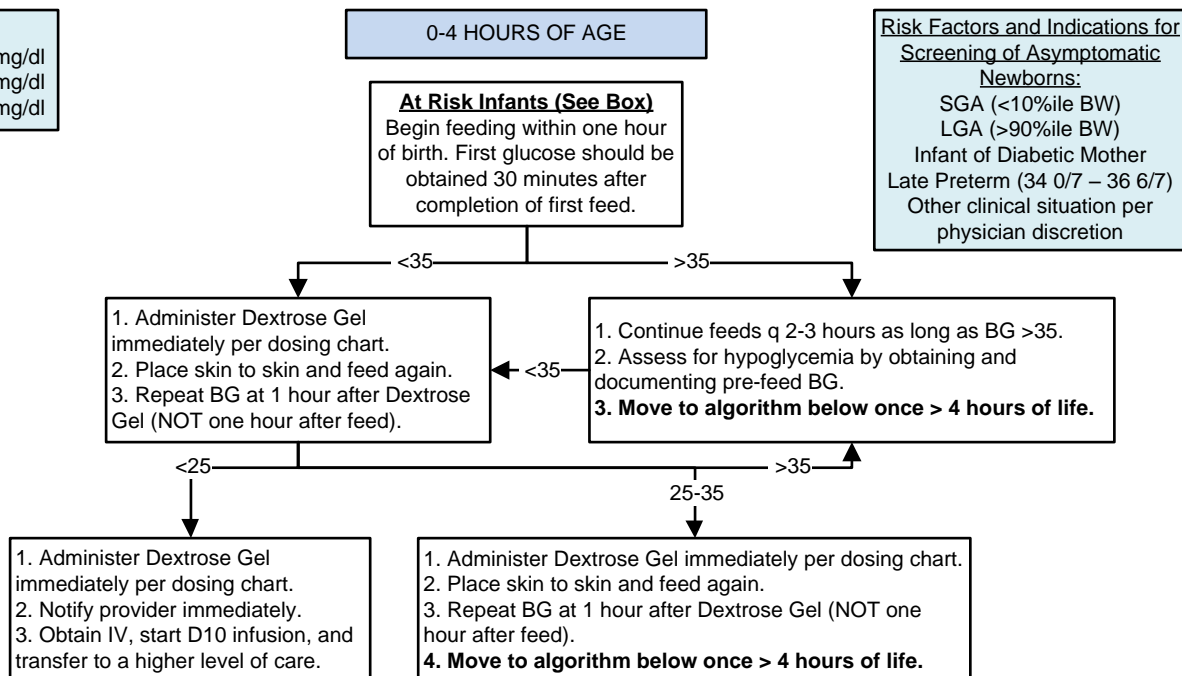 mg/dl
mg/dl
mg/dl
0-4 HOURS OF AGE
Risk Factors and Indications for
Screening of Asymptomatic
Newborns:
SGA (<10%ile BW)
LGA (>90%ile BW)
Infant of Diabetic Mother
Late Preterm (34 0/7 – 36 6/7)
Other clinical situation per
physician discretion
At Risk Infants (See Box)
Begin feeding within one hour
of birth. First glucose should be
obtained 30 minutes after
completion of first feed.
<35
>35
1. Administer Dextrose Gel
immediately per dosing chart.
2. Place skin to skin and feed again.
3. Repeat BG at 1 hour after Dextrose
Gel (NOT one hour after feed).
<35
1. Continue feeds q 2-3 hours as long as BG >35.
2. Assess for hypoglycemia by obtaining and
documenting pre-feed BG.
3. Move to algorithm below once > 4 hours of life.
<25
25-35
>35
1. Administer Dextrose Gel
immediately per dosing chart.
2. Notify provider immediately.
3. Obtain IV, start D10 infusion, and
transfer to a higher level of care.
1. Administer Dextrose Gel immediately per dosing chart.
2. Place skin to skin and feed again.
3. Repeat BG at 1 hour after Dextrose Gel (NOT one
hour after feed).
4. Move to algorithm below once > 4 hours of life.